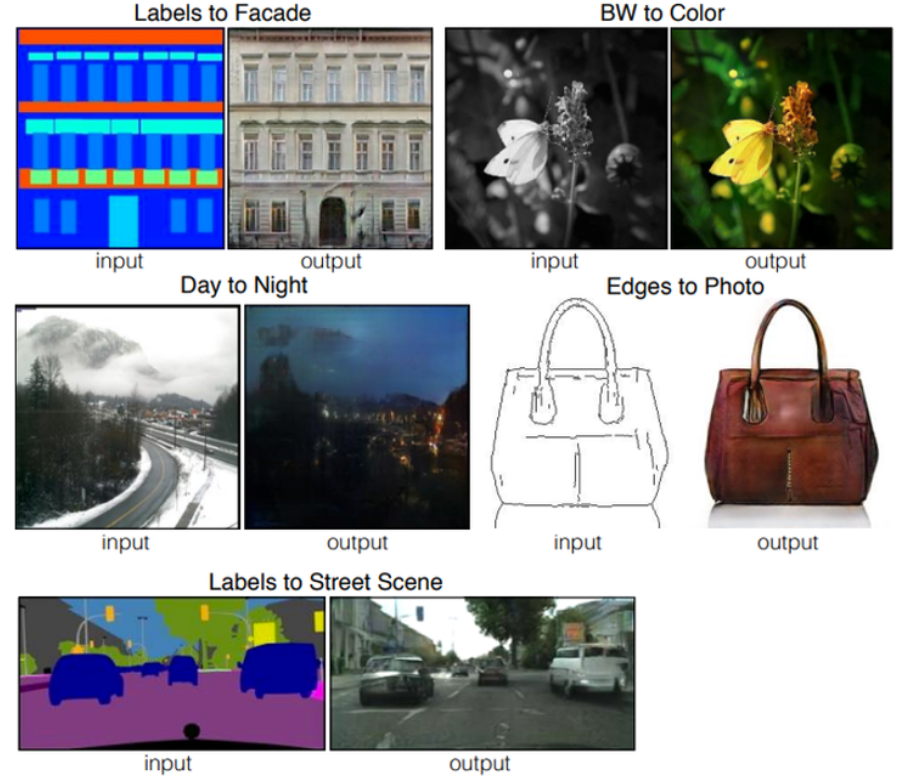 Labels to Facade
BW to Color
input
output
input
output
Day to Night
Edges to Photo
input
output
input
output
Labels to Street Scene
input
output